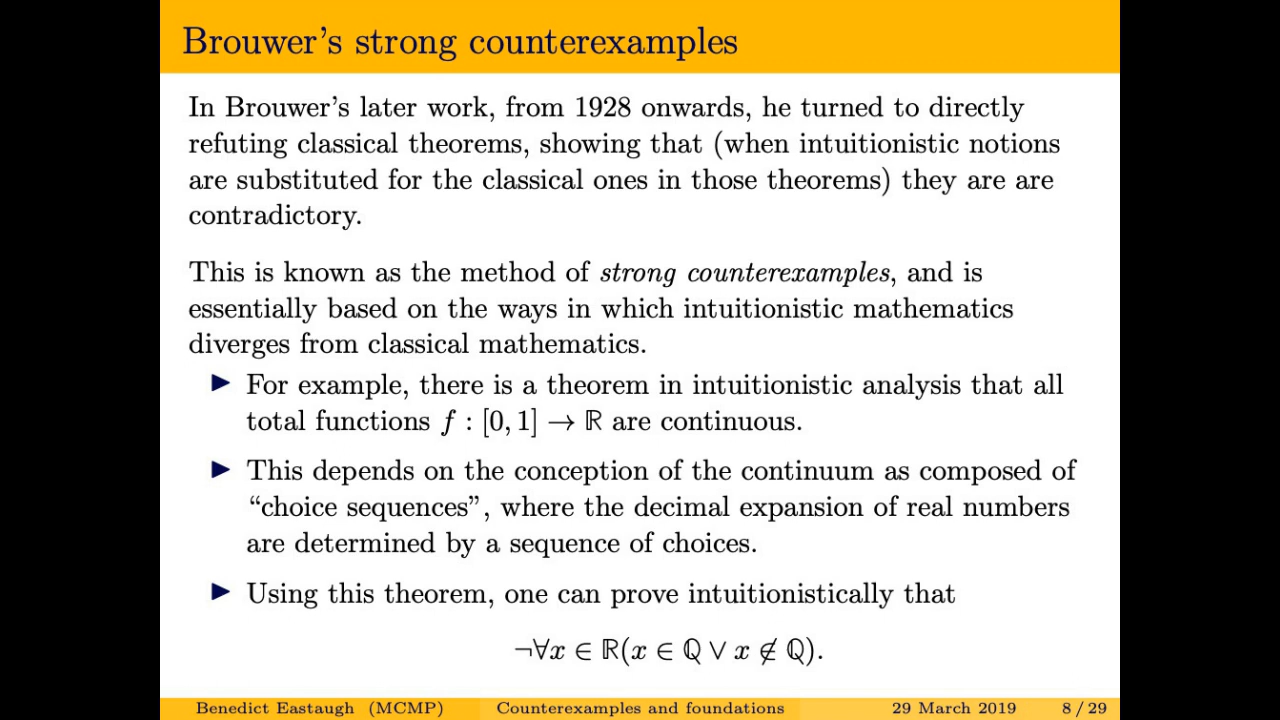 Brouwer's strong counterexamples
In Brouwer's later work, from 1928 onwards, he turned to directly
refuting classical theorems, showing that (when intuitionistic notions
are substituted for the classical ones in those theorems) they are are
contradictory.
This is known as the method of strong counterexamples, and is
essentially based on the ways in which intuitionistic mathematics
diverges from classical mathematics.
▶ For example, there is a theorem in intuitionistic analysis that all
total functions f : [0, 1] → ℝ are continuous.
▶ This depends on the conception of the continuum as composed of
“choice sequences”, where the decimal expansion of real numbers
are determined by a sequence of choices.
▶ Using this theorem, one can prove intuitionistically that
¬∀x ∈ ℝ(x ∈ ℚ ∨ x ∉ ℚ).
Benedict Eastaugh (MCMP) Counterexamples and foundations 29 March 2019 8 / 29